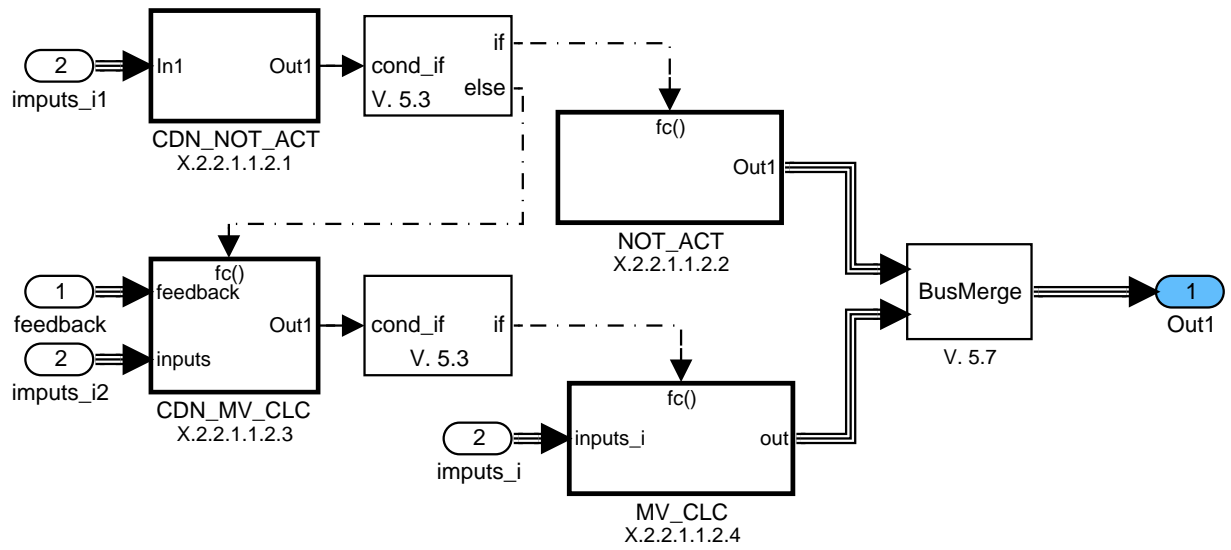 2
imputs_i1
In1
Out1
CDN_NOT_ACT
X.2.2.1.1.2.1
cond_if
V. 5.3
if
else
fc()
Out1
NOT_ACT
X.2.2.1.1.2.2
1
feedback
2
imputs_i2
fc()
feedback
inputs
Out1
CDN_MV_CLC
X.2.2.1.1.2.3
cond_if
if
V. 5.3
2
imputs_i
fc()
inputs_i
out
MV_CLC
X.2.2.1.1.2.4
BusMerge
V. 5.7
1
Out1